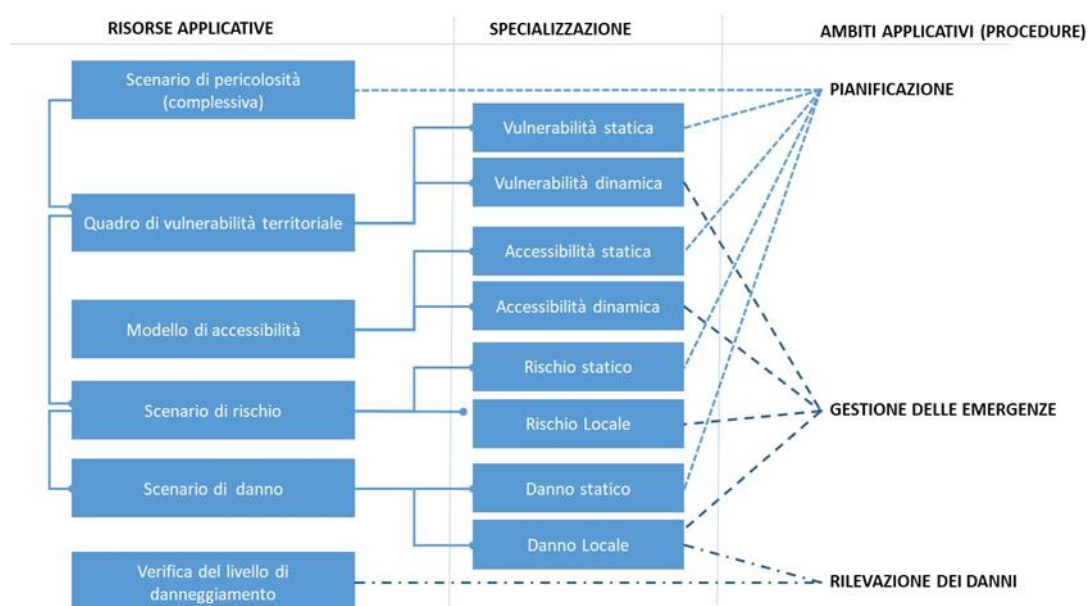 RISORSE APPLICATIVE
SPECIALIZZAZIONE
AMBITI APPLICATIVI (PROCEDURE)
Scenario di pericolosità
(complessiva)
Quadro di vulnerabilità territoriale
Modello di accessibilità
Scenario di rischio
Scenario di danno
Verifica del livello di
danneggiamento
Vulnerabilità statica
Vulnerabilità dinamica
Accessibilità statica
Accessibilità dinamica
Rischio statico
Rischio Locale
Danno statico
Danno Locale
PIANIFICAZIONE
GESTIONE DELLE EMERGENZE
RILEVAZIONE DEI DANNI